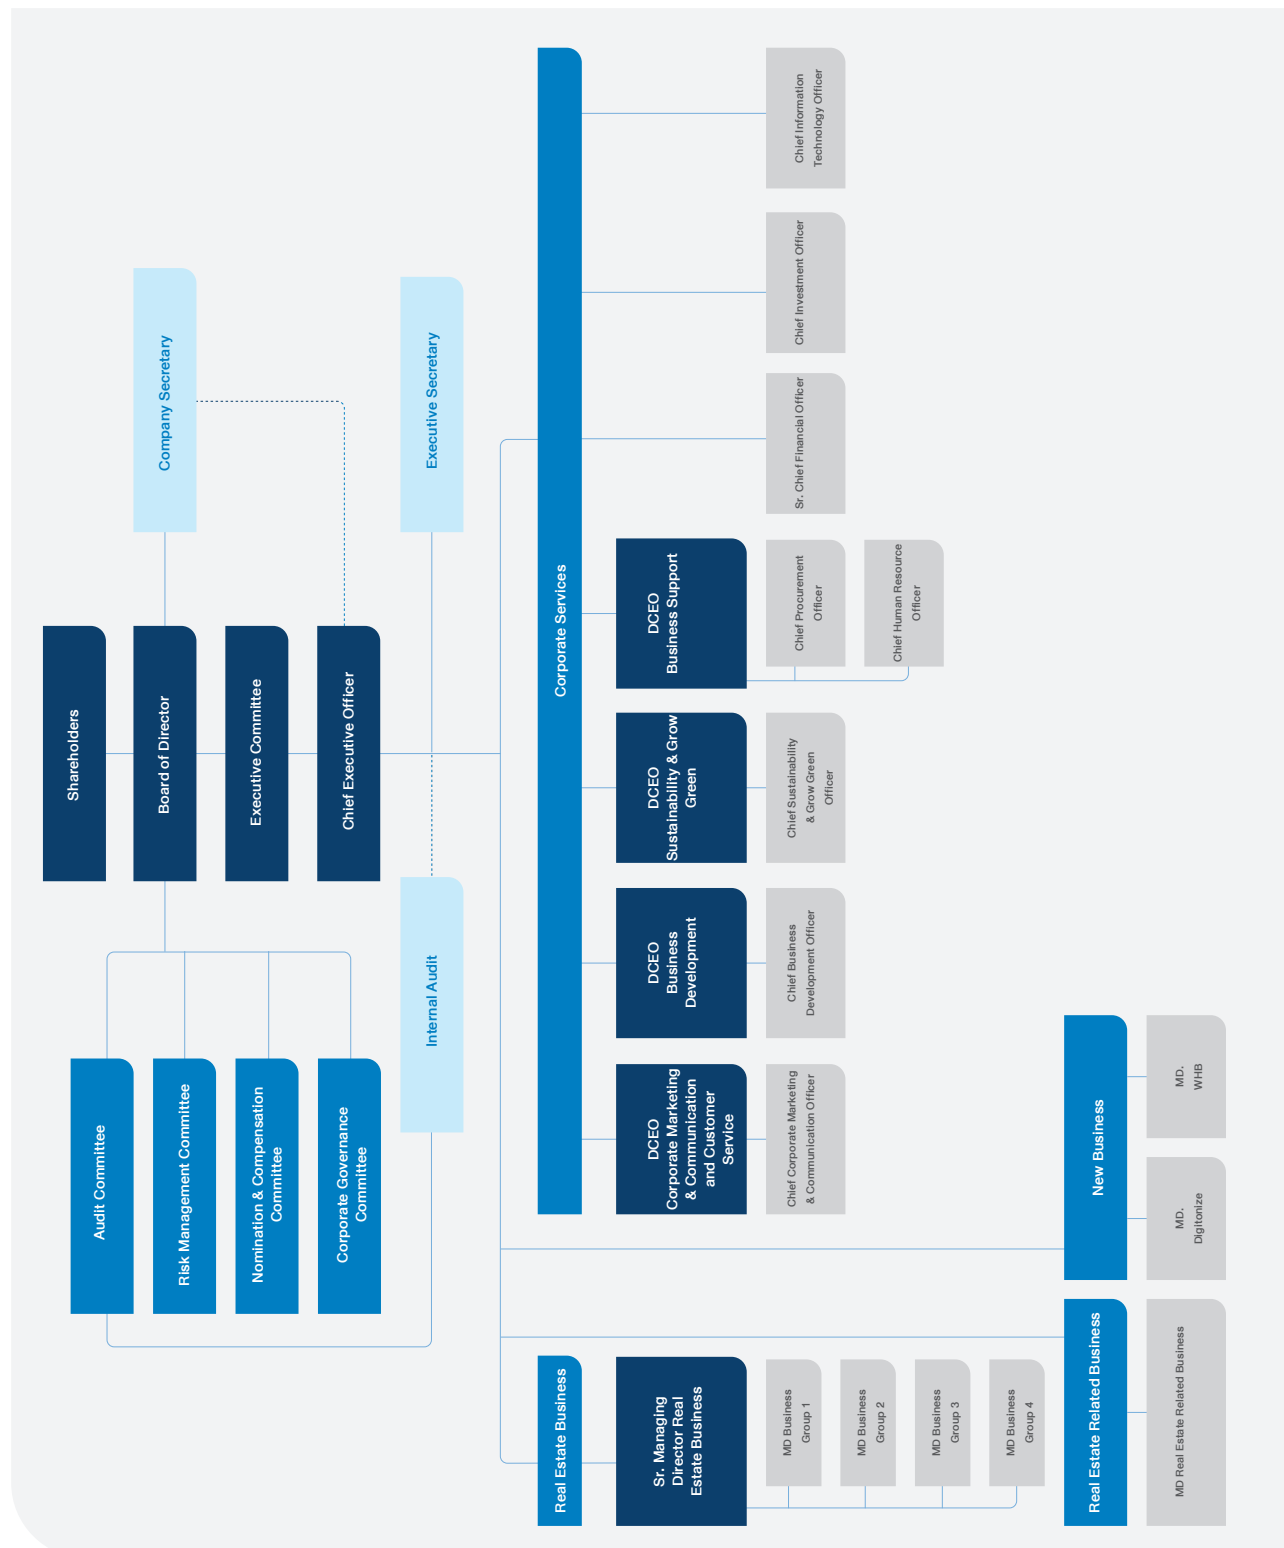 Shareholders
Board of Director
Company Secretary
Executive Committee
Chief Executive Officer
Audit Committee
Risk Management Committee
Nomination & Compensation
Committee
Corporate Governance
Committee
Internal Audit
Executive Secretary
Real Estate Business
Sr. Managing
Director Real
Estate Business
MD Business
Group 1
MD Business
Group 2
MD Business
Group 3
MD Business
Group 4
Real Estate Related Business
MD Real Estate Related Business
New Business
MD.
Digitonize
MD.
WHB
Corporate Services
DCEO
Corporate Marketing
& Communication
and Customer
Service
Chief Corporate Marketing
& Communication Officer
DCEO
Business
Development
Chief Business
Development Officer
DCEO
Sustainability & Grow
Green
Chief Sustainability
& Grow Green
Officer
DCEO
Business Support
Chief Procurement
Officer
Chief Human Resource
Officer
Sr. Chief Financial Officer
Chief Investment Officer
Chief Information
Technology Officer